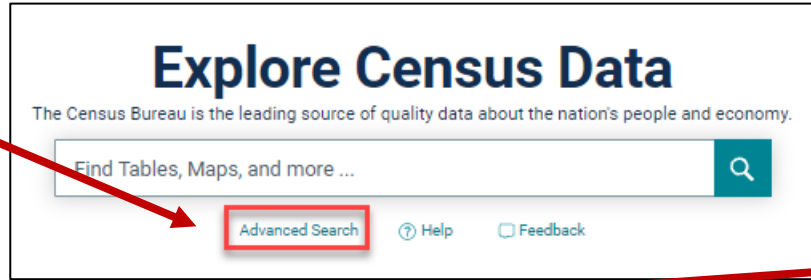 Explore Census Data
The Census Bureau is the leading source of quality data about the nation's people and economy.
Find Tables, Maps, and more ...
Advanced Search Help Feedback